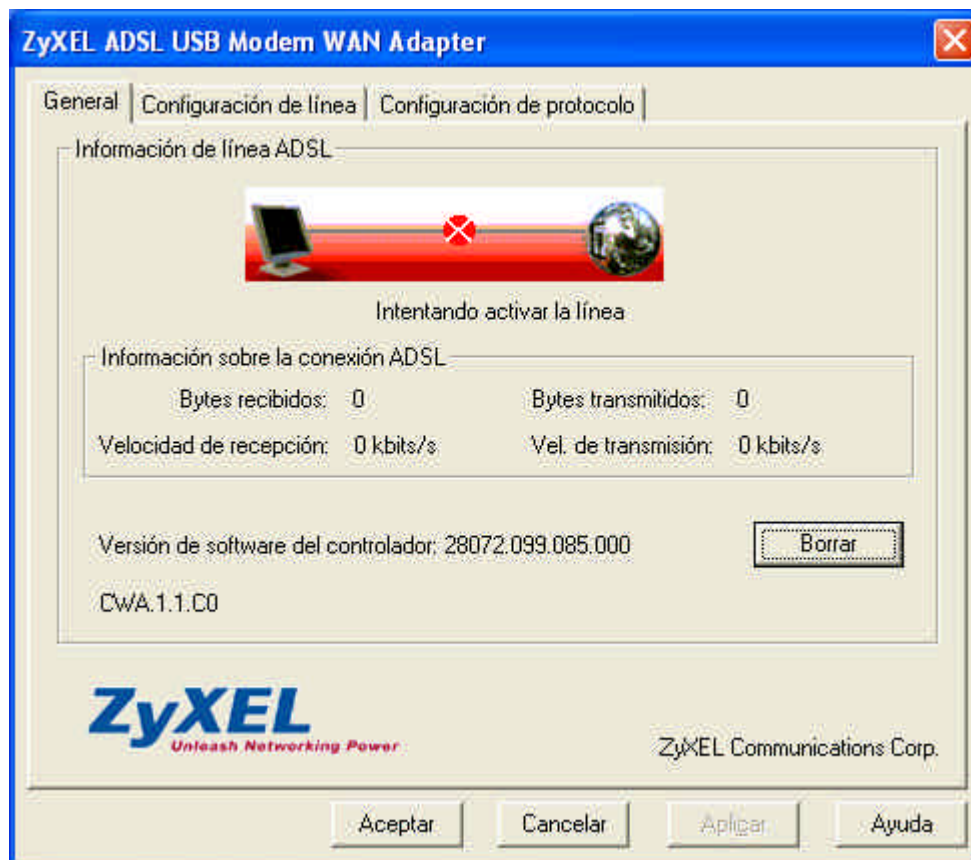 ZyXEL ADSL USB Modem WAN Adapter
General Configuración de línea Configuración de protocolo
Información de línea ADSL
Intentando activar la línea
Información sobre la conexión ADSL
Bytes recibidos: 0 Bytes transmitidos: 0
Velocidad de recepción: 0 kbits/s Vel. de transmisión: 0 kbits/s
Versión de software del controlador: 28072.099.085.000 Borrar
CWA.1.1.C0
ZyXEL
Unleash Networking Power
ZyXEL Communications Corp.
Aceptar Cancelar Aplicar Ayuda